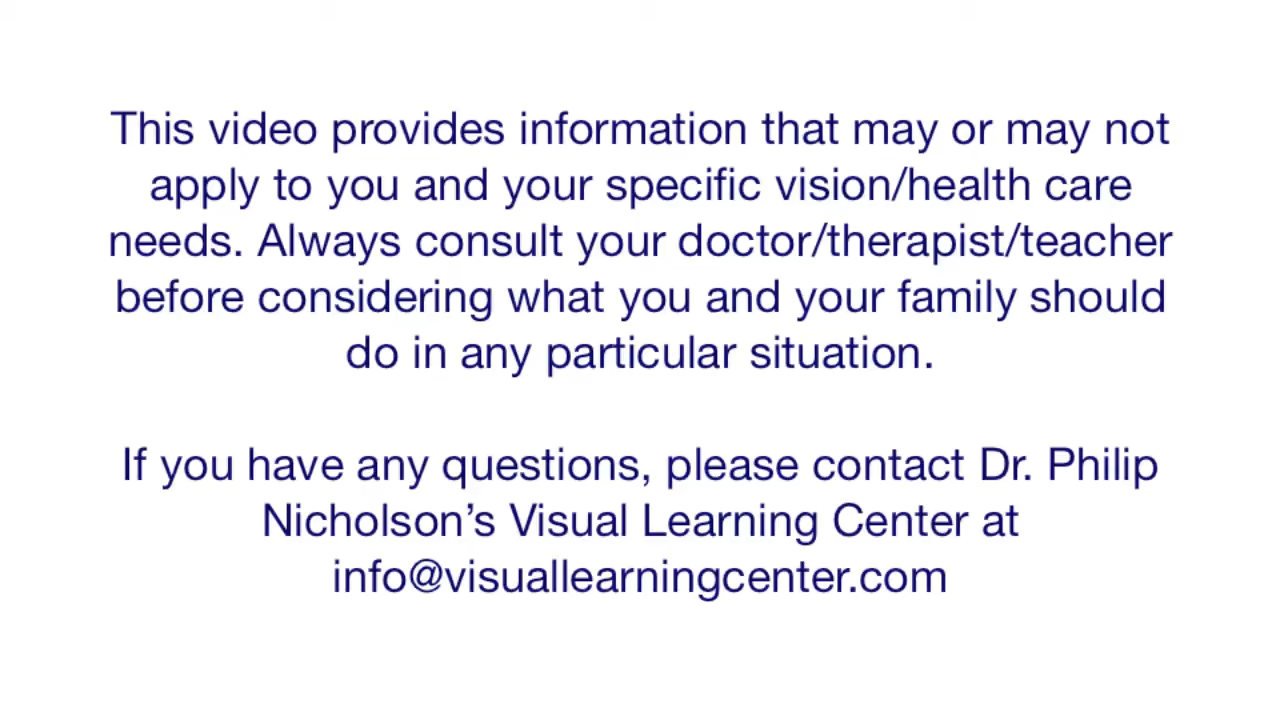 This video provides information that may or may not
apply to you and your specific vision/health care
needs. Always consult your doctor/therapist/teacher
before considering what you and your family should
do in any particular situation.
If you have any questions, please contact Dr. Philip
Nicholson’s Visual Learning Center at
info@visuallearningcenter.com